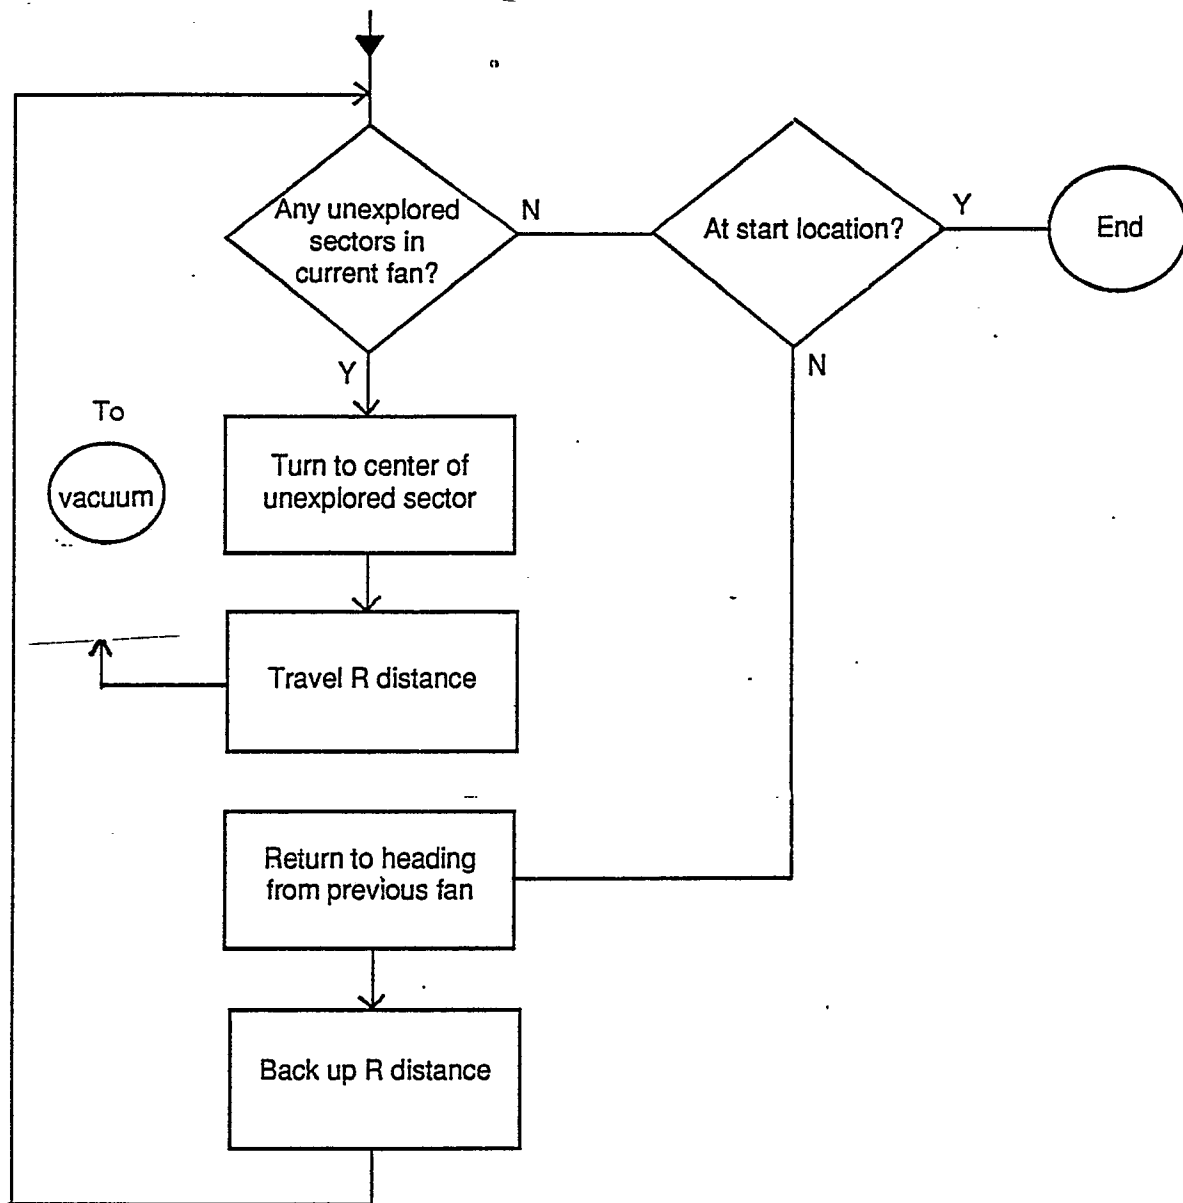 Any unexplored
sectors in
current fan?
N
At start location?
Y
End
Y
N
To
vacuum
Turn to center of
unexplored sector
Travel R distance
Return to heading
from previous fan
Back up R distance